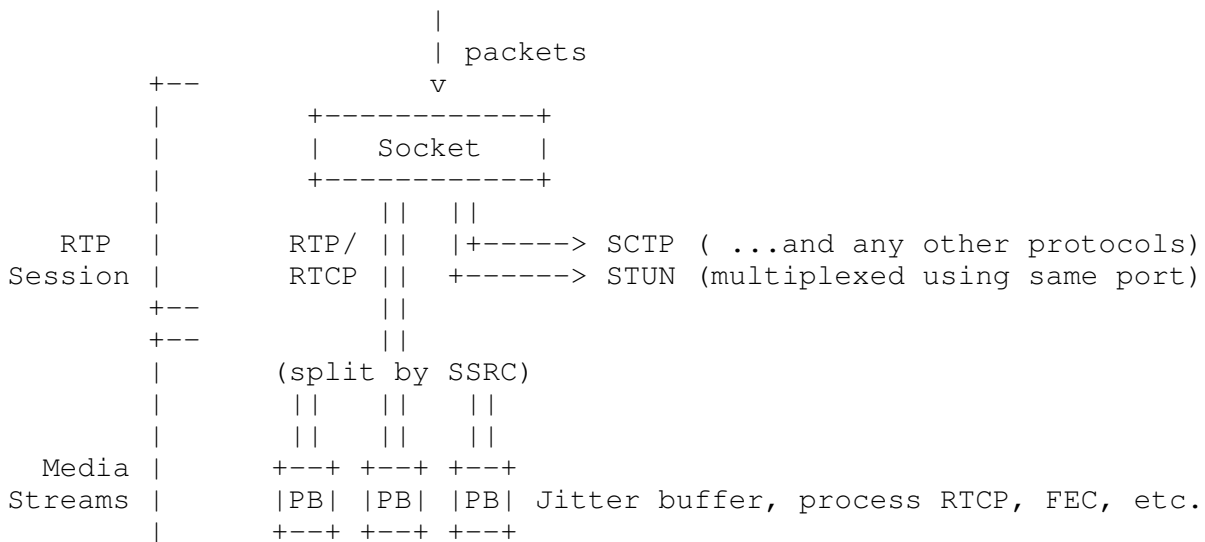 packets
v
Socket
RTP RTP/ SCTP ( ...and any other protocols)
Session RTCP STUN (multiplexed using same port)
(split by SSRC)
Media
Streams PB PB PB Jitter buffer, process RTCP, FEC, etc.